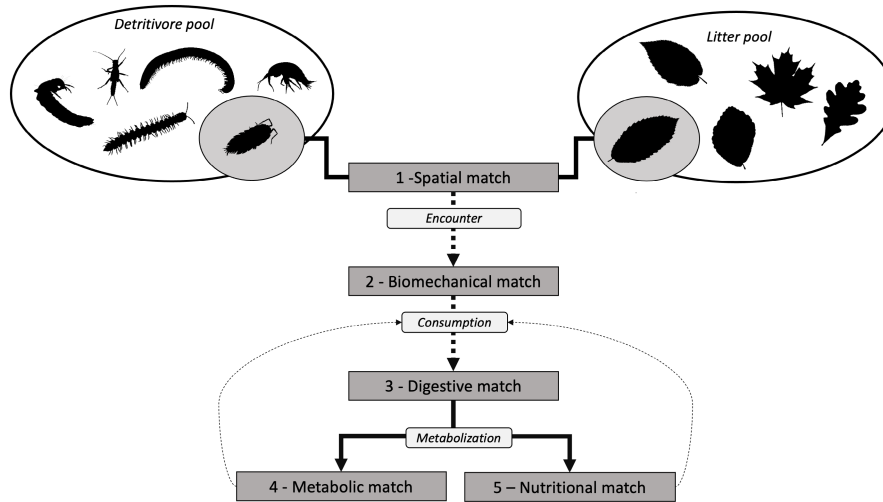 Detritivore pool
Litter pool
1 -Spatial match
Encounter
2 - Biomechanical match
Consumption
3 - Digestive match
Metabolization
4 - Metabolic match
5 – Nutritional match